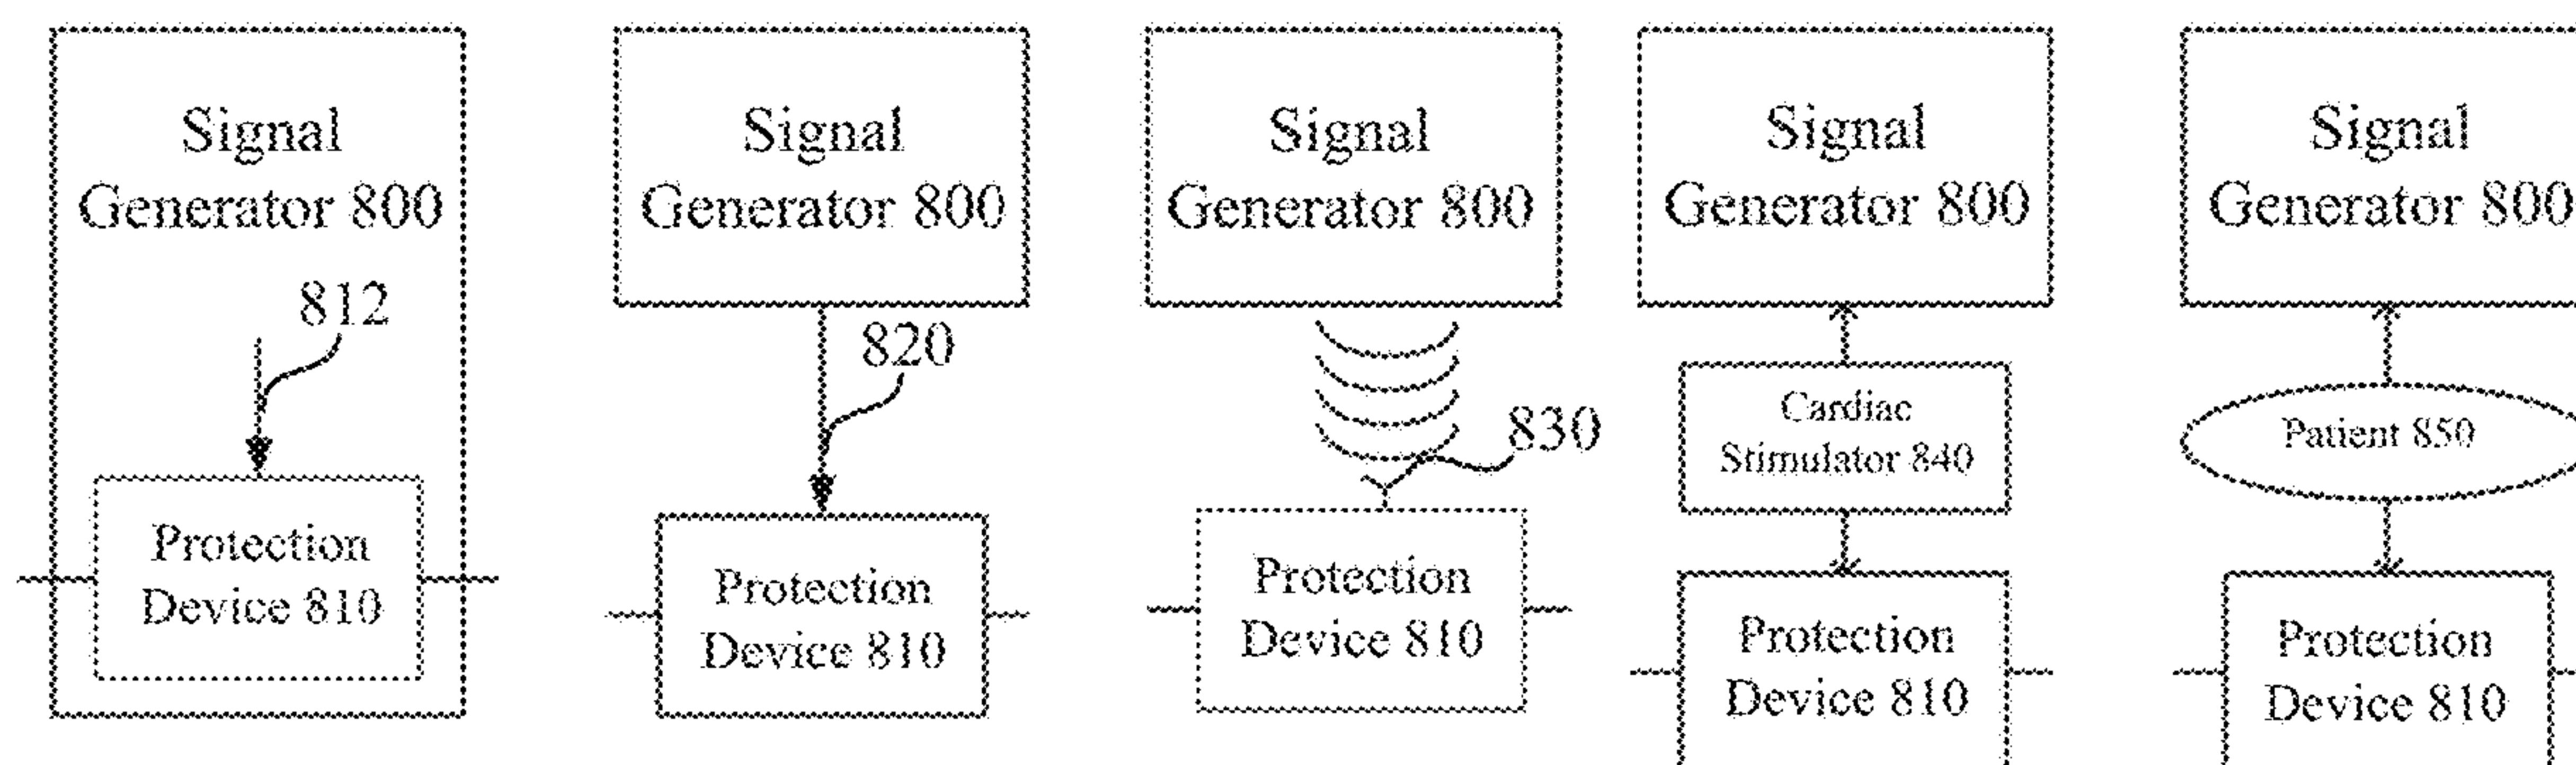 Signal
Generator 800
812
Protection
Device 810
Signal
Generator 800
820
Protection
Device 810
Signal
Generator 800
830
Protection
Device 810
Signal
Generator 800
Cardiac
Stimulator 840
Protection
Device 810
Signal
Generator 800
Patient 850
Protection
Device 810